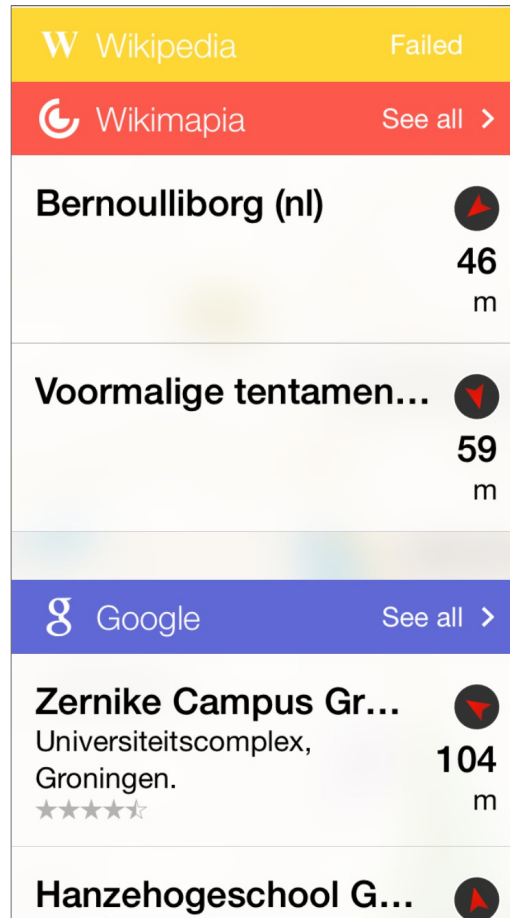 W Wikipedia Failed
Wikimapia See all >
Bernoulliborg (nl)
46
m
Voormalige tentamen...
59
m
g Google See all >
Zernike Campus Gr...
Universiteitscomplex,
104
Groningen.
m
Hanzehogeschool G...